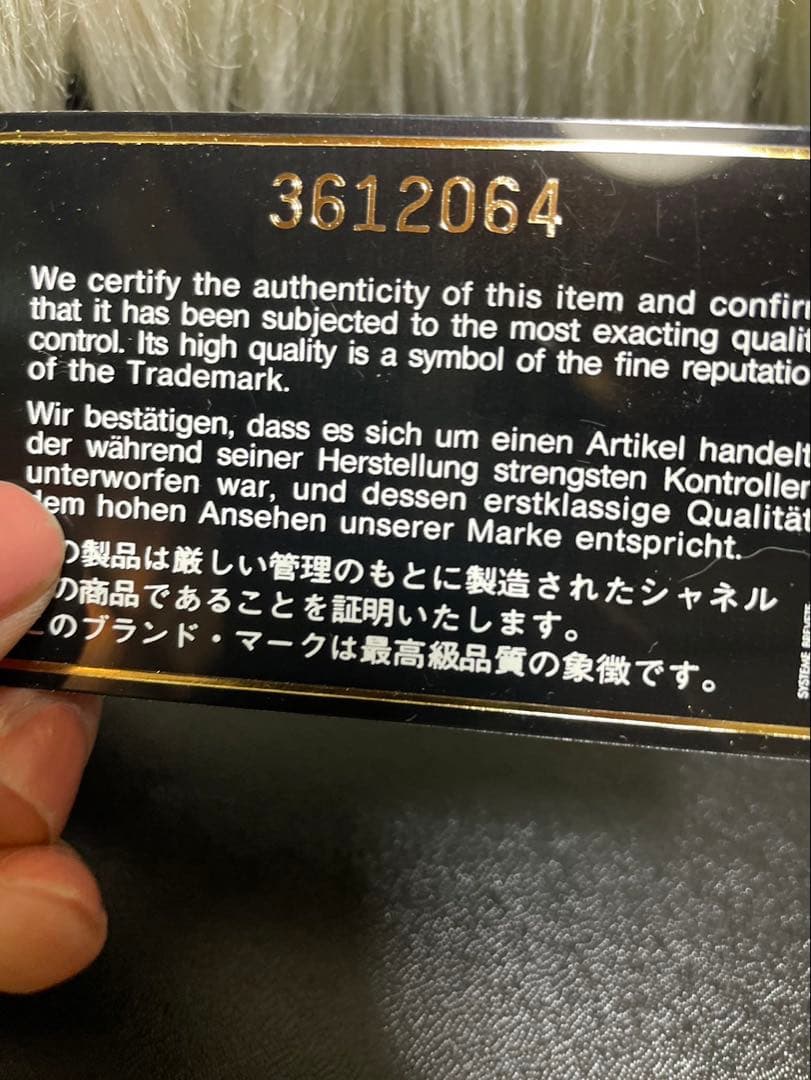 3612064
We certify the authenticity of this item and confir
that it has been subjected to the most exacting quali
control. Its high quality is a symbol of the fine reputatio
of the Trademark.
Wir bestätigen, dass es sich um einen Artikel handelt
der während seiner Herstellung strengsten Kontroller
unterworfen war, und dessen erstklassige Qualität
dem hohen Ansehen unserer Marke entspricht.
の製品は厳しい管理のもとに製造されたシャネル
の商品であることを証明いたします。
このブランド・マークは最高級品質の象徴です。